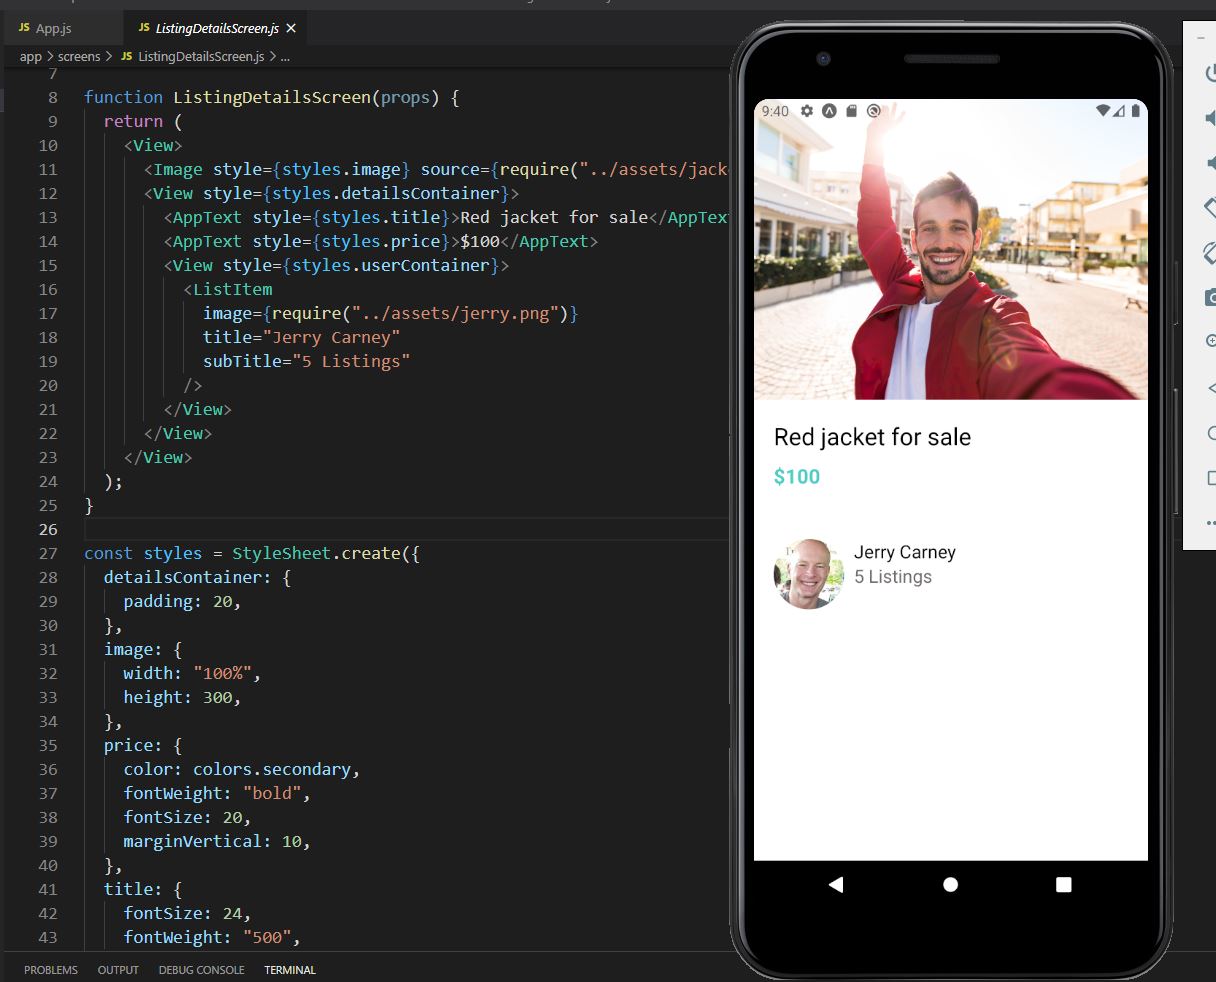 JS App.js
JS ListingDetailsScreen.js ×
app > screens > JS ListingDetailsScreen.js > ...
7
8 function ListingDetailsScreen(props) {
9 return (
10 <View>
11 <Image style={styles.image} source={require("../assets/jack
12 <View style={styles.detailsContainer}>
13 <AppText style={styles.title}>Red jacket for sale</AppText
14 <AppText style={styles.price}>$100</AppText>
15 <View style={styles.userContainer}>
16 <ListItem
17 image={require("../assets/jerry.png")}
18 title="Jerry Carney"
19 subTitle="5 Listings"
20 />
21 </View>
22 </View>
23 </View>
24 );
25 }
26
27 const styles = StyleSheet.create({
28 detailsContainer: {
29 padding: 20,
30 },
31 image: {
32 width: "100%",
33 height: 300,
34 },
35 price: {
36 color: colors.secondary,
37 fontWeight: "bold",
38 fontSize: 20,
39 marginVertical: 10,
40 },
41 title: {
42 fontSize: 24,
43 fontWeight: "500",
PROBLEMS OUTPUT DEBUG CONSOLE TERMINAL
9:40
Red jacket for sale
$100
Jerry Carney
5 Listings